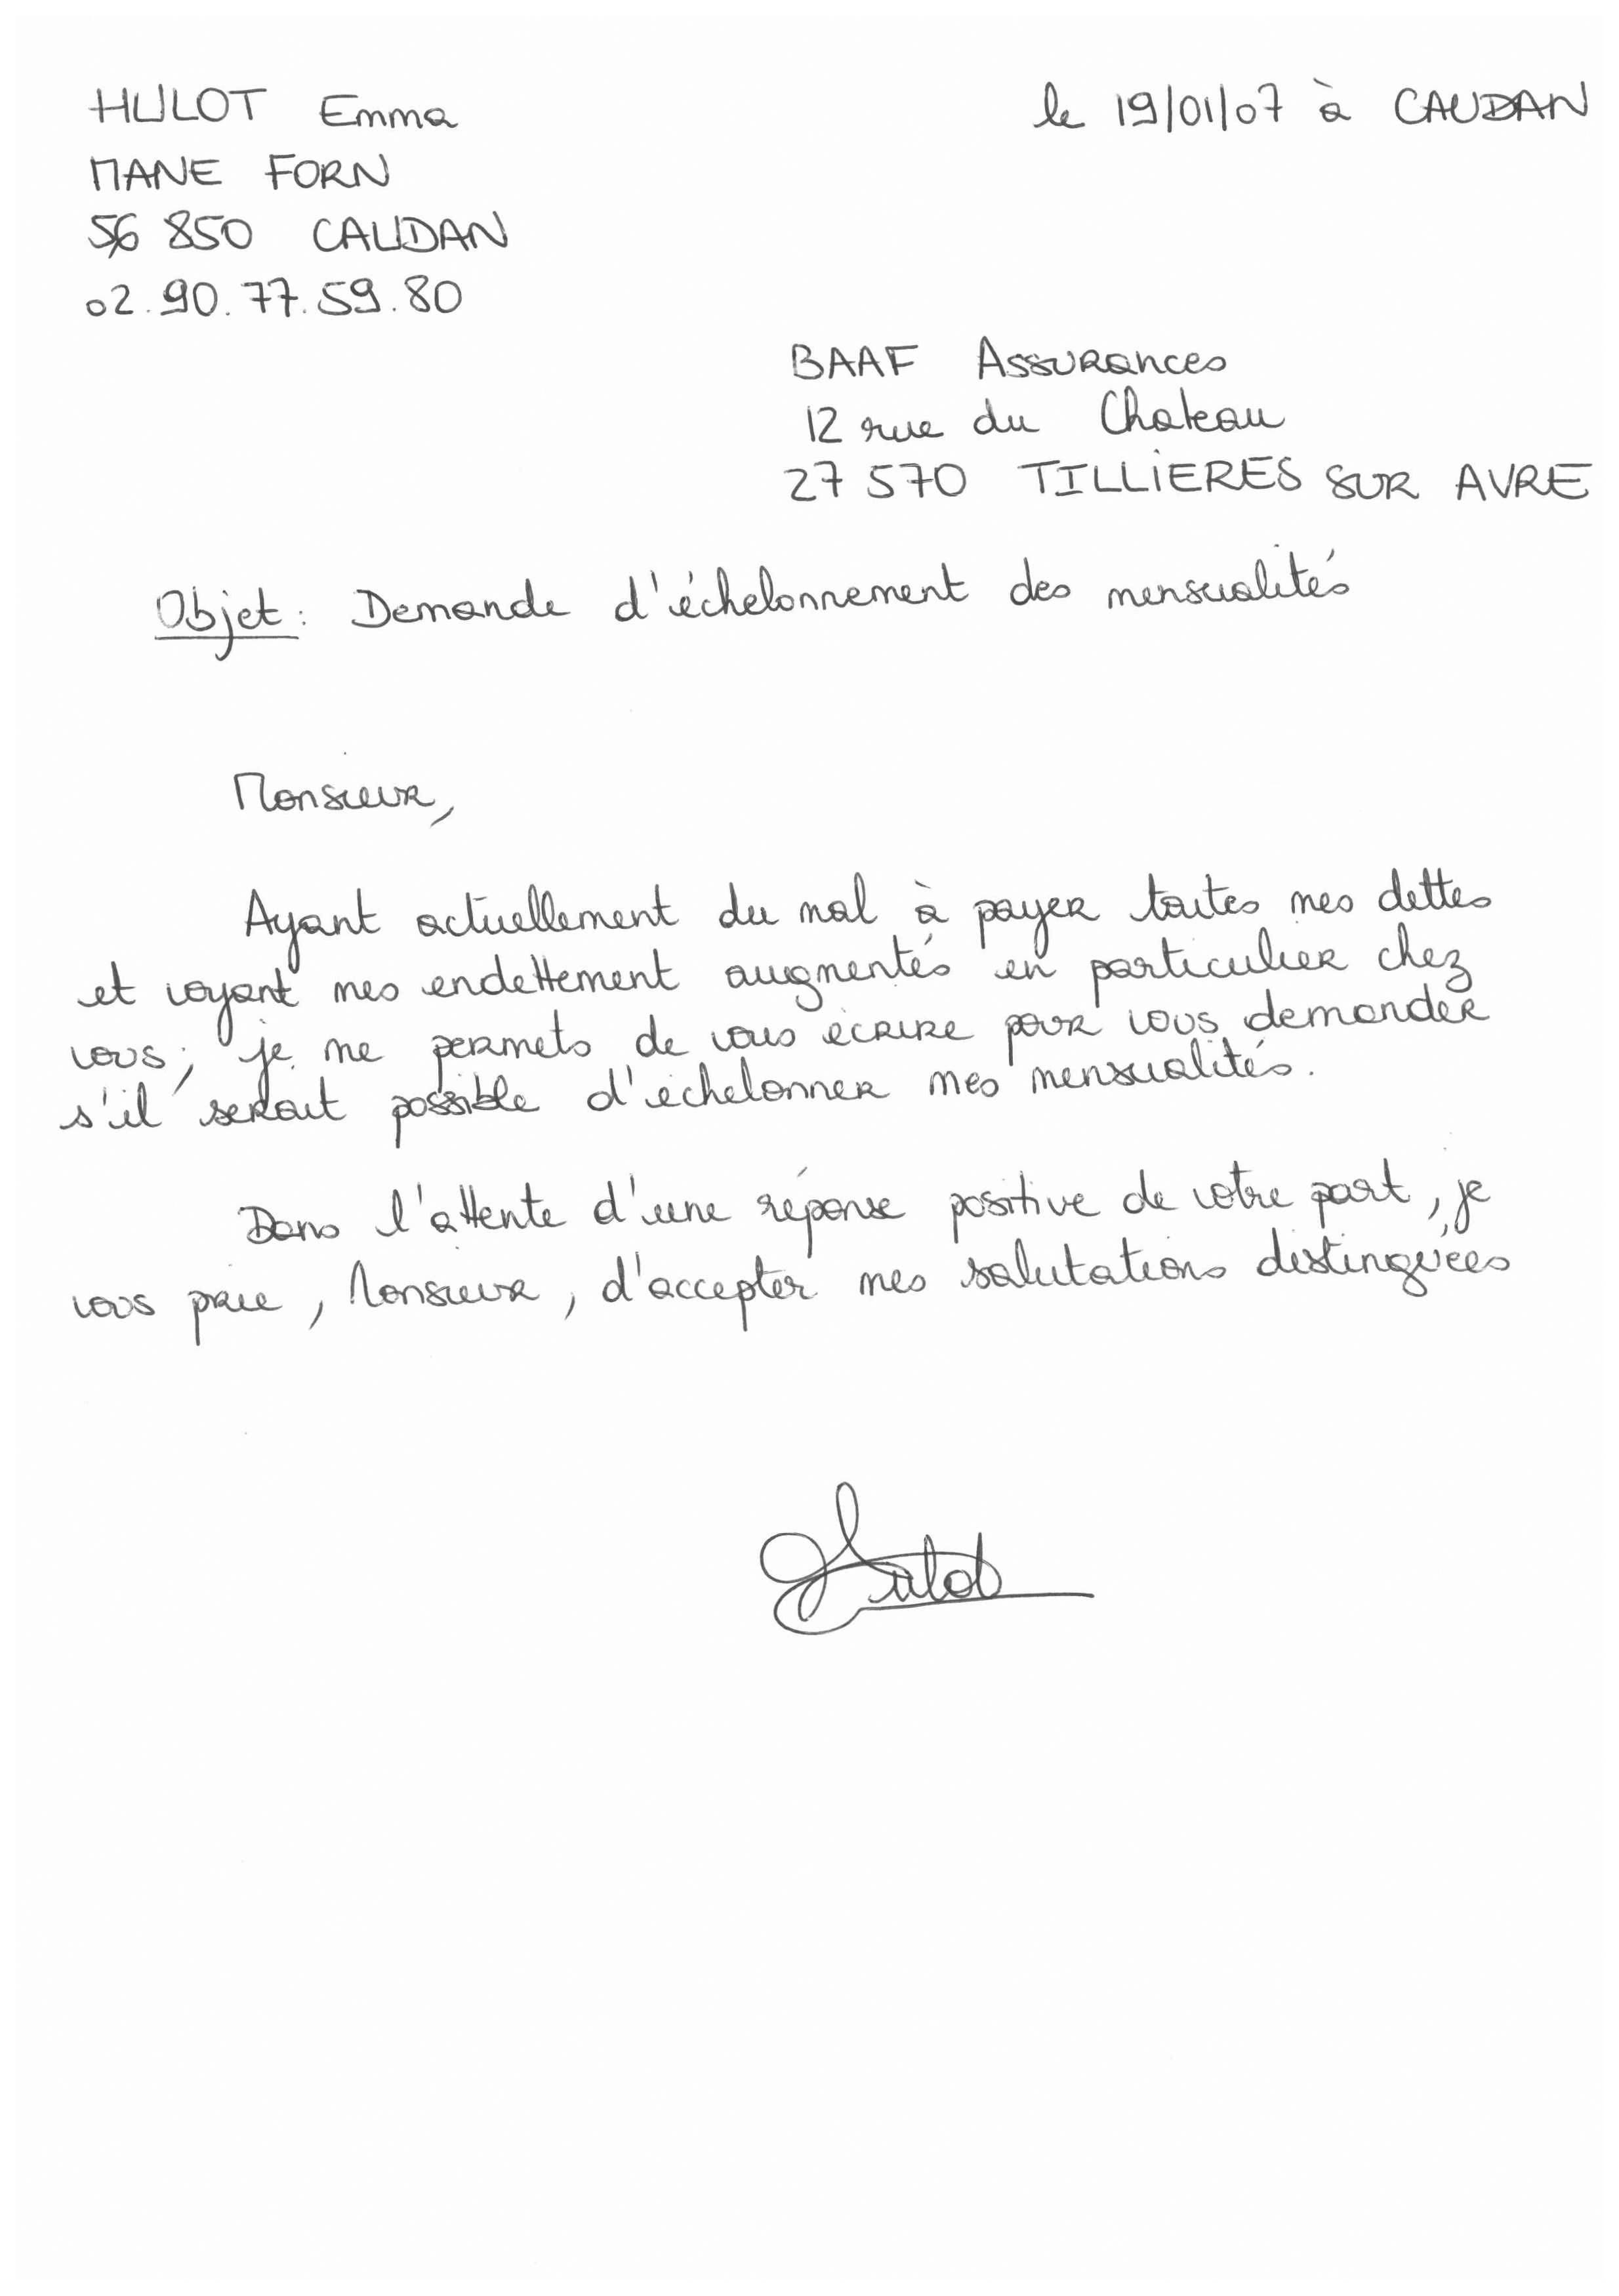 HULOT Emma
le 19/01/07 à CAUDAN
MANE FORN
56 850 CAUDAN
02.90.77.59.80
BAAF Assurances
12 rue du Chateau
27 570 TILLIERES SUR AVRE
Objet : Demande d'échelonnement des mensualités
Monsieur,
Ayant actuellement du mal à payer toutes mes dettes
et voyant mes endettement augmentés en particulier chez
vous, je me permets de vous écrire pour vous demander
s'il serait possible d'échelonner mes mensualités.
Dans l'attente d'une réponse positive de votre part, je
vous prie, Monsieur, d'accepter mes salutations distinguées
Hulot